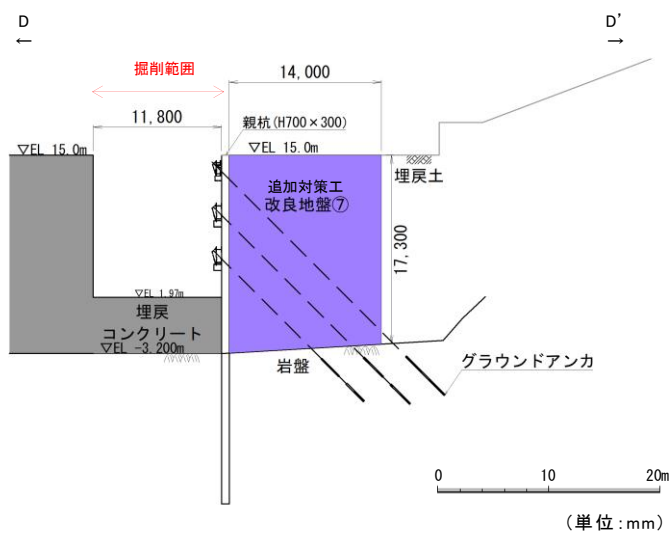 D
D’
←
→
掘削範囲
14,000
11,800
親杭(H700×300)
▽EL 15.0m
▽EL 15.0m
埋戻土
追加対策工
改良地盤⑦
17,300
▽EL 1.97m
埋戻
コンクリート
▽EL -3.200m
岩盤
グラウンドアンカ
0
10
20m
(単位:mm)